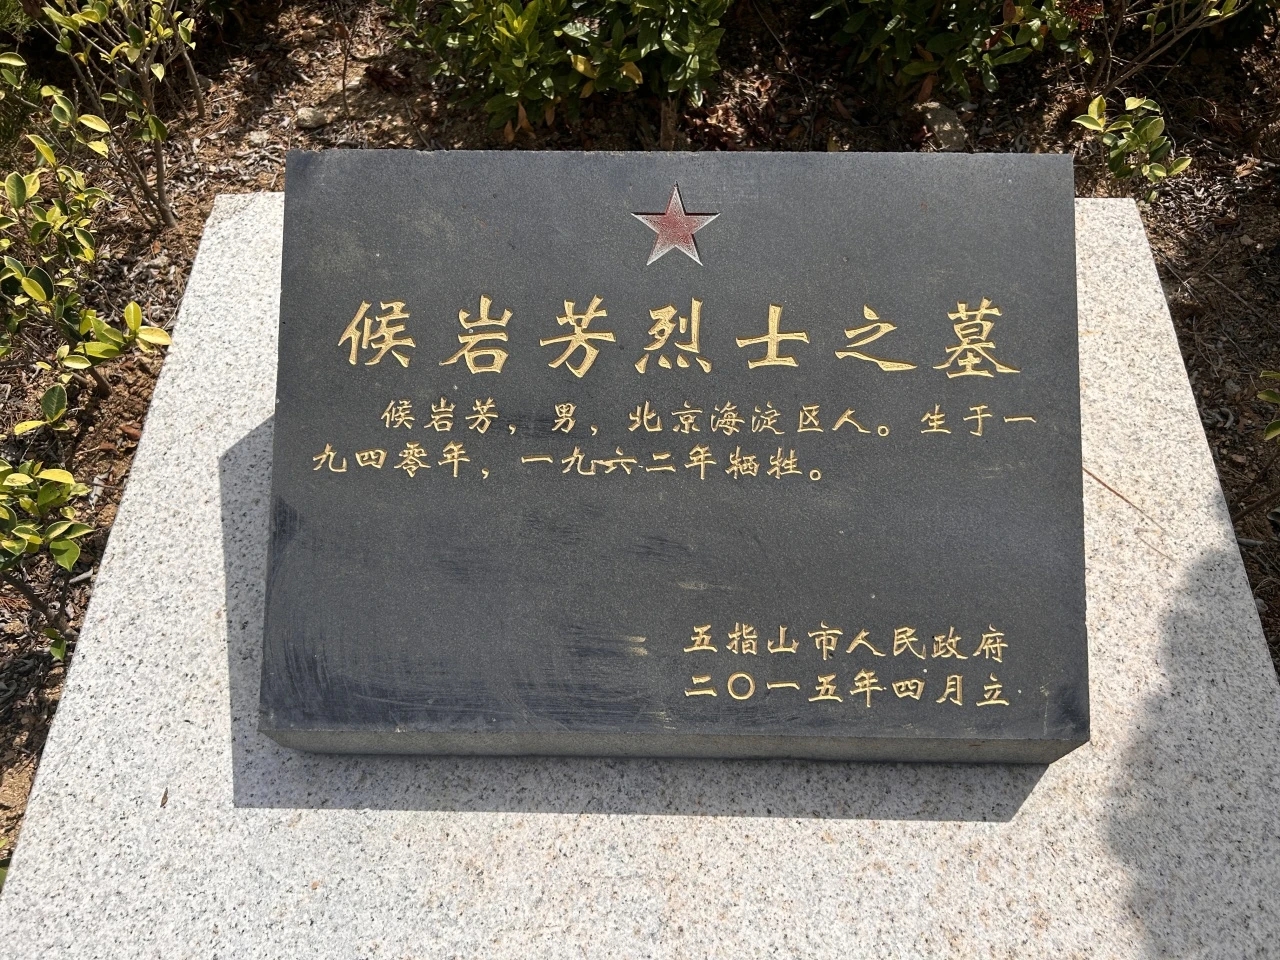 候岩芳烈士之墓
候岩芳，男，北京海淀区人。生于一
九四零年，一九六二年牺牲。
五指山市人民政府
二〇一五年四月立